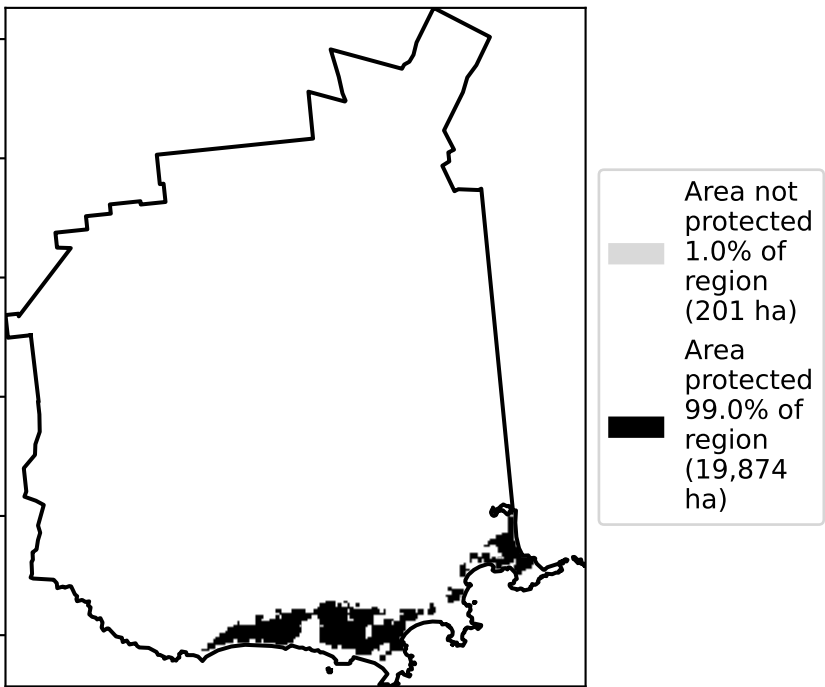 Area not
protected
1.0% of
region
(201 ha)
Area
protected
99.0% of
region
(19,874
ha)